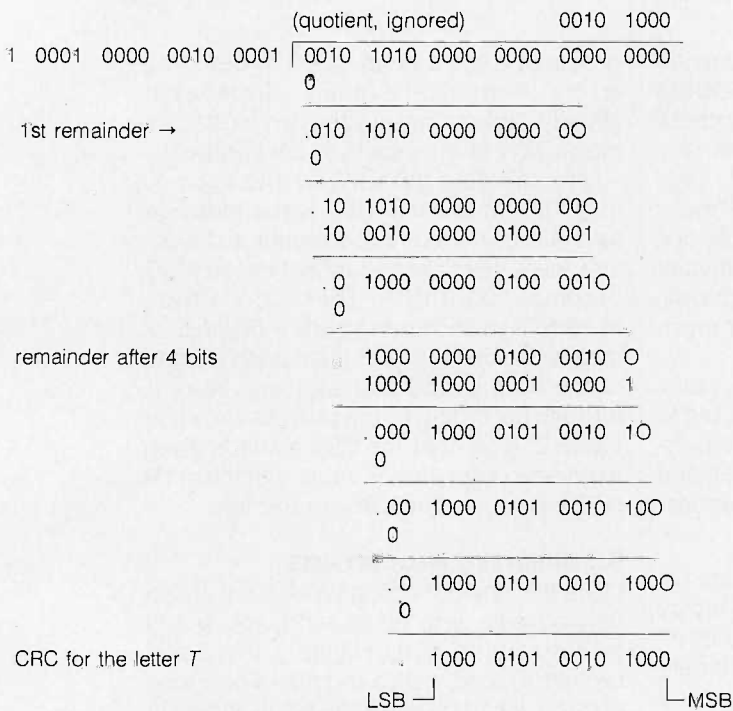 (quotient, ignored) 0010 1000
1 0001 0000 0010 0001 0010 1010 0000 0000 0000 0000
0
1st remainder → .010 1010 0000 0000 00
0
. 10 1010 0000 0000 000
10 0010 0000 0100 001
. 0 1000 0000 0100 0010
0
remainder after 4 bits 1000 0000 0100 0010 0
1000 1000 0001 0000 1
. 000 1000 0101 0010 10
0
. 00 1000 0101 0010 100
0
. 0 1000 0101 0010 1000
0
CRC for the letter T . 1000 0101 0010 1000
LSB MSB